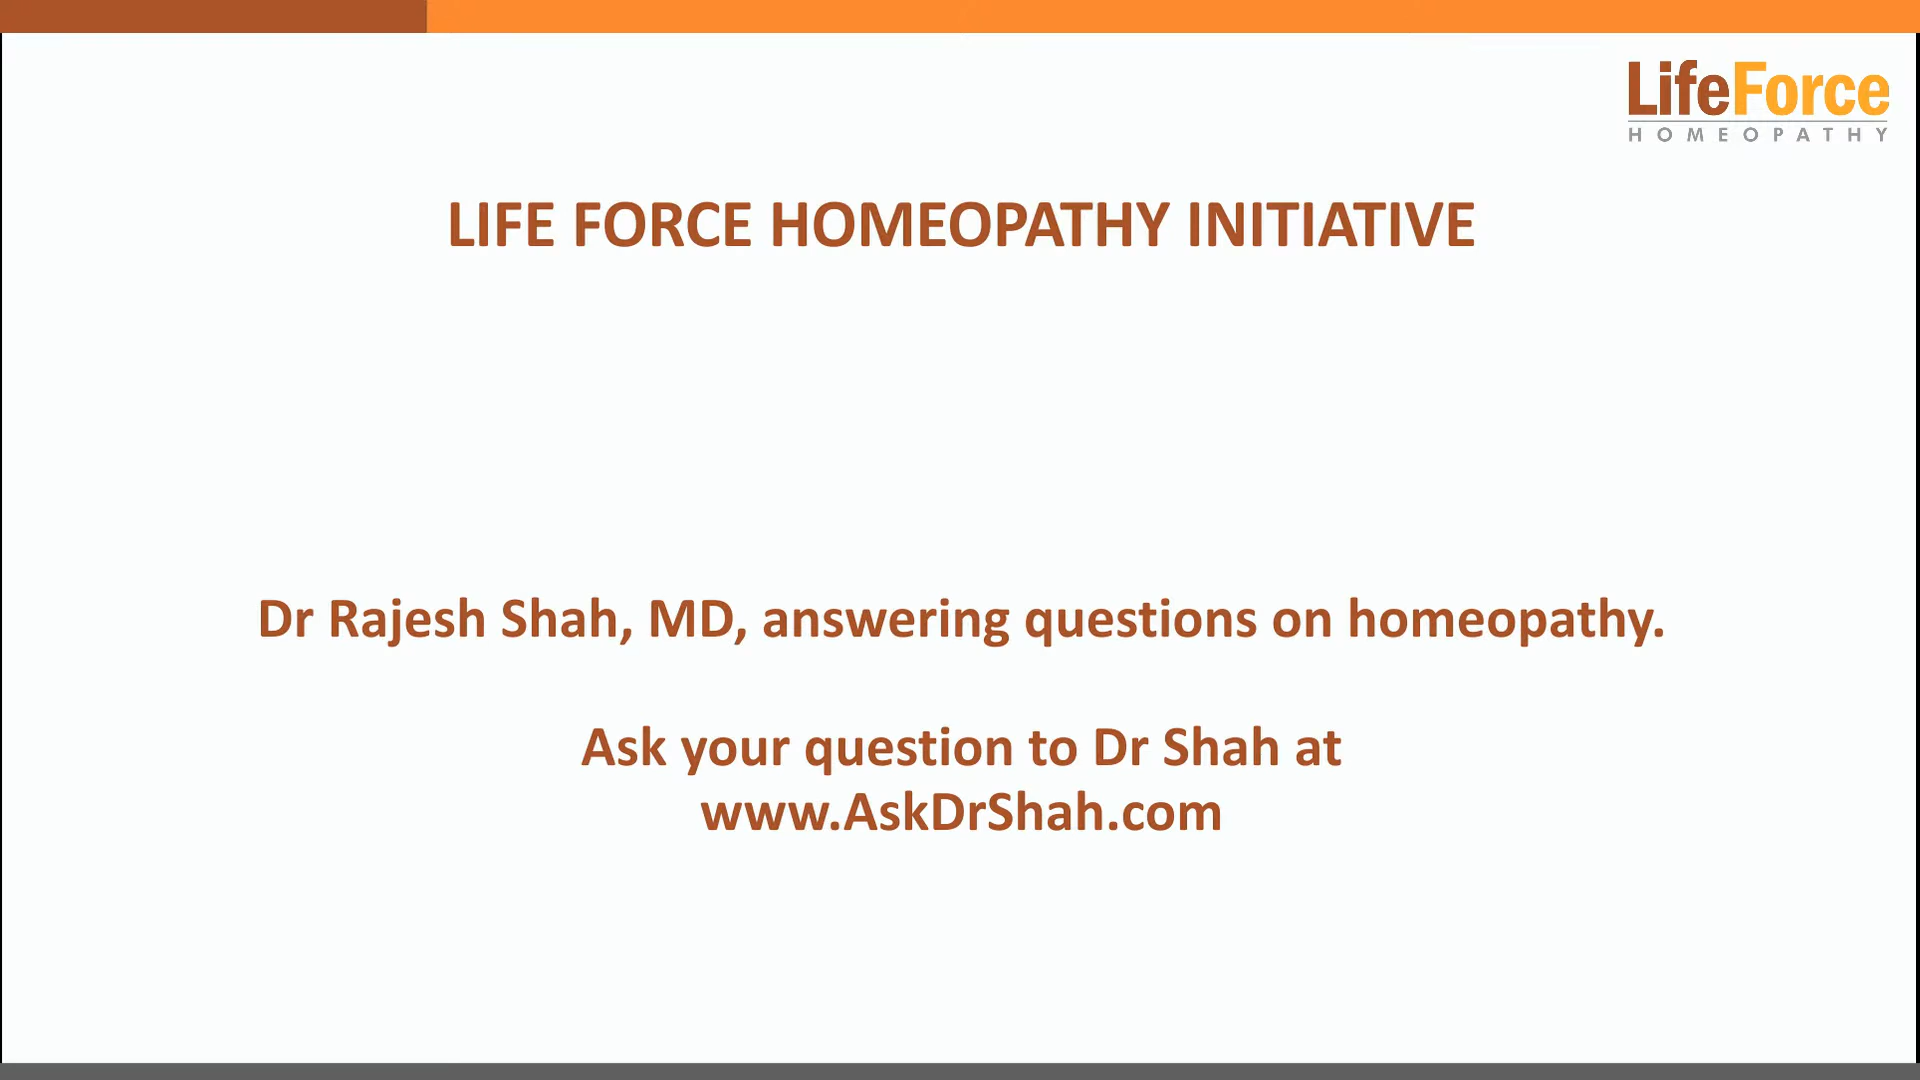 LifeForce
HOMEOPATHY
LIFE FORCE HOMEOPATHY INITIATIVE
Dr Rajesh Shah, MD, answering questions on homeopathy.
Ask your question to Dr Shah at
www.AskDrShah.com